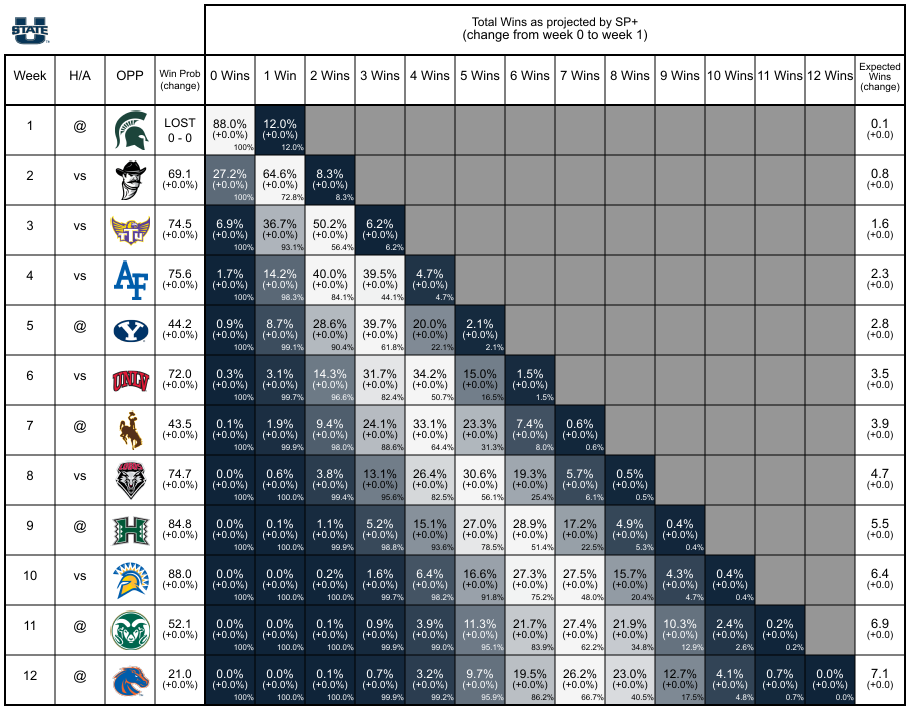 U STATE
Total Wins as projected by SP+
(change from week 0 to week 1)
Week H/A OPP Win Prob (change) 0 Wins 1 Win 2 Wins 3 Wins 4 Wins 5 Wins 6 Wins 7 Wins 8 Wins 9 Wins 10 Wins 11 Wins 12 Wins Expected Wins (change)
1 @ LOST 88.0% 12.0% 0.1
0 - 0 (+0.0%) (+0.0%) (+0.0)
100% 12.0%
2 vs 69.1 27.2% 64.6% 8.3% 0.8
(+0.0%) (+0.0%) (+0.0%) (+0.0%) (+0.0)
100% 72.8% 8.3%
3 vs TTU 74.5 6.9% 36.7% 50.2% 6.2% 1.6
(+0.0%) (+0.0%) (+0.0%) (+0.0%) (+0.0%) (+0.0)
100% 93.1% 56.4% 6.2%
4 vs AF 75.6 1.7% 14.2% 40.0% 39.5% 4.7% 2.3
(+0.0%) (+0.0%) (+0.0%) (+0.0%) (+0.0%) (+0.0%) (+0.0)
100% 98.3% 84.1% 44.1% 4.7%
5 @ Y 44.2 0.9% 8.7% 28.6% 39.7% 20.0% 2.1% 2.8
(+0.0%) (+0.0%) (+0.0%) (+0.0%) (+0.0%) (+0.0%) (+0.0%) (+0.0)
100% 99.1% 90.4% 61.8% 22.1% 2.1%
6 vs UNLV 72.0 0.3% 3.1% 14.3% 31.7% 34.2% 15.0% 1.5% 3.5
(+0.0%) (+0.0%) (+0.0%) (+0.0%) (+0.0%) (+0.0%) (+0.0%) (+0.0%) (+0.0)
100% 99.7% 96.6% 82.4% 50.7% 16.5% 1.5%
7 @ 43.5 0.1% 1.9% 9.4% 24.1% 33.1% 23.3% 7.4% 0.6% 3.9
(+0.0%) (+0.0%) (+0.0%) (+0.0%) (+0.0%) (+0.0%) (+0.0%) (+0.0%) (+0.0%) (+0.0)
100% 99.9% 98.0% 88.6% 64.4% 31.3% 8.0% 0.6%
8 vs 74.7 0.0% 0.6% 3.8% 13.1% 26.4% 30.6% 19.3% 5.7% 0.5% 4.7
(+0.0%) (+0.0%) (+0.0%) (+0.0%) (+0.0%) (+0.0%) (+0.0%) (+0.0%) (+0.0%) (+0.0%) (+0.0)
100% 100.0% 99.4% 95.6% 82.5% 56.1% 25.4% 6.1% 0.5%
9 @ H 84.8 0.0% 0.1% 1.1% 5.2% 15.1% 27.0% 28.9% 17.2% 4.9% 0.4% 5.5
(+0.0%) (+0.0%) (+0.0%) (+0.0%) (+0.0%) (+0.0%) (+0.0%) (+0.0%) (+0.0%) (+0.0%) (+0.0%) (+0.0)
100% 100.0% 99.9% 98.8% 93.6% 78.5% 51.4% 22.5% 5.3% 0.4%
10 vs 88.0 0.0% 0.0% 0.2% 1.6% 6.4% 16.6% 27.3% 27.5% 15.7% 4.3% 0.4% 6.4
(+0.0%) (+0.0%) (+0.0%) (+0.0%) (+0.0%) (+0.0%) (+0.0%) (+0.0%) (+0.0%) (+0.0%) (+0.0%) (+0.0%) (+0.0)
100% 100.0% 100.0% 99.7% 98.2% 91.8% 75.2% 48.0% 20.4% 4.7% 0.4%
11 @ 52.1 0.0% 0.0% 0.1% 0.9% 3.9% 11.3% 21.7% 27.4% 21.9% 10.3% 2.4% 0.2% 6.9
(+0.0%) (+0.0%) (+0.0%) (+0.0%) (+0.0%) (+0.0%) (+0.0%) (+0.0%) (+0.0%) (+0.0%) (+0.0%) (+0.0%) (+0.0%) (+0.0)
100% 100.0% 100.0% 99.9% 99.0% 95.1% 83.9% 62.2% 34.8% 12.9% 2.6% 0.2%
12 @ 21.0 0.0% 0.0% 0.1% 0.7% 3.2% 9.7% 19.5% 26.2% 23.0% 12.7% 4.1% 0.7% 0.0% 7.1
(+0.0%) (+0.0%) (+0.0%) (+0.0%) (+0.0%) (+0.0%) (+0.0%) (+0.0%) (+0.0%) (+0.0%) (+0.0%) (+0.0%) (+0.0%) (+0.0%) (+0.0)
100% 100.0% 100.0% 99.9% 99.2% 95.9% 86.2% 66.7% 40.5% 17.5% 4.8% 0.7% 0.0%